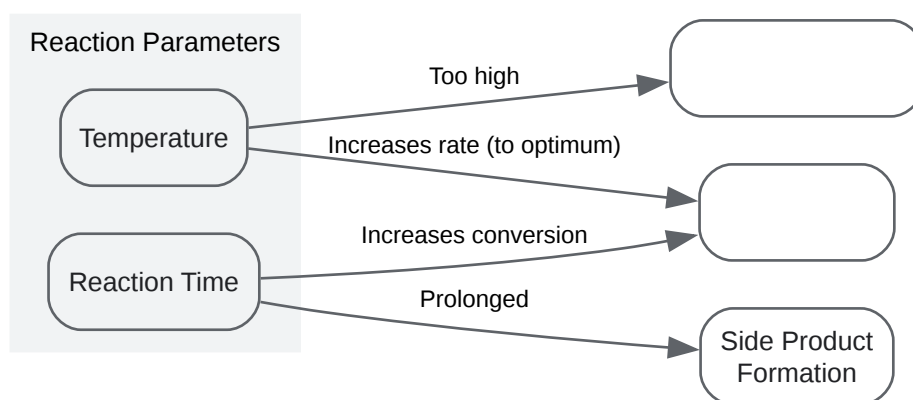 Reaction Parameters
Too high
Temperature
Increases rate (to optimum)
Increases conversion
Reaction Time
Prolonged
Side Product
Formation